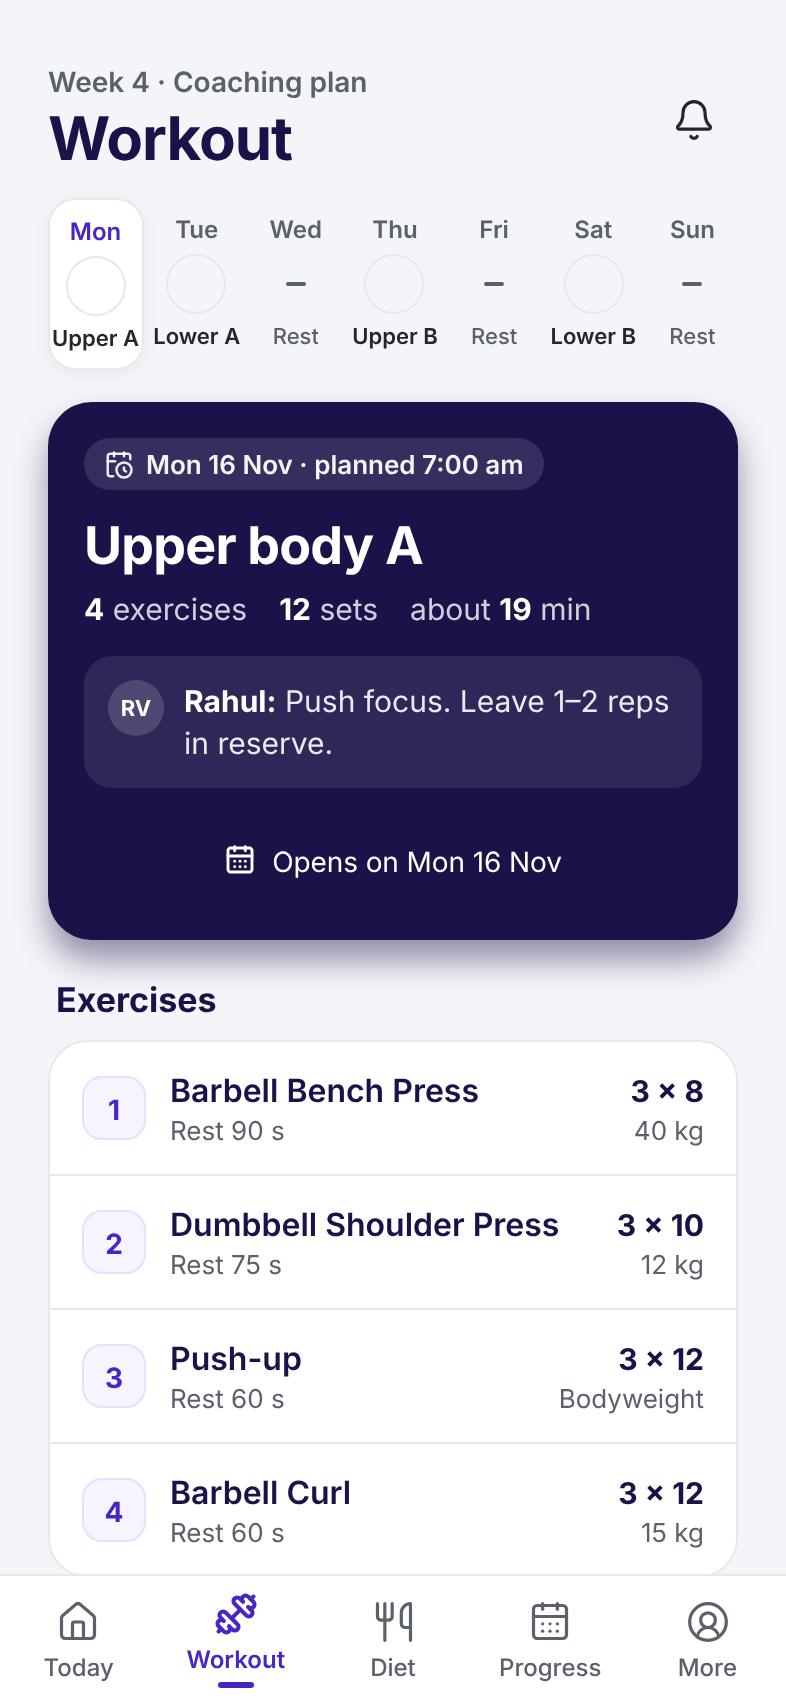 Week 4 · Coaching plan
Workout
Mon Tue Wed Thu Fri Sat Sun
Upper A Lower A Rest Upper B Rest Lower B Rest
Mon 16 Nov · planned 7:00 am
Upper body A
4 exercises 12 sets about 19 min
RV Rahul: Push focus. Leave 1–2 reps
in reserve.
Opens on Mon 16 Nov
Exercises
1 Barbell Bench Press 3 × 8
Rest 90 s 40 kg
2 Dumbbell Shoulder Press 3 × 10
Rest 75 s 12 kg
3 Push-up 3 × 12
Rest 60 s Bodyweight
4 Barbell Curl 3 × 12
Rest 60 s 15 kg
Today Workout Diet Progress More